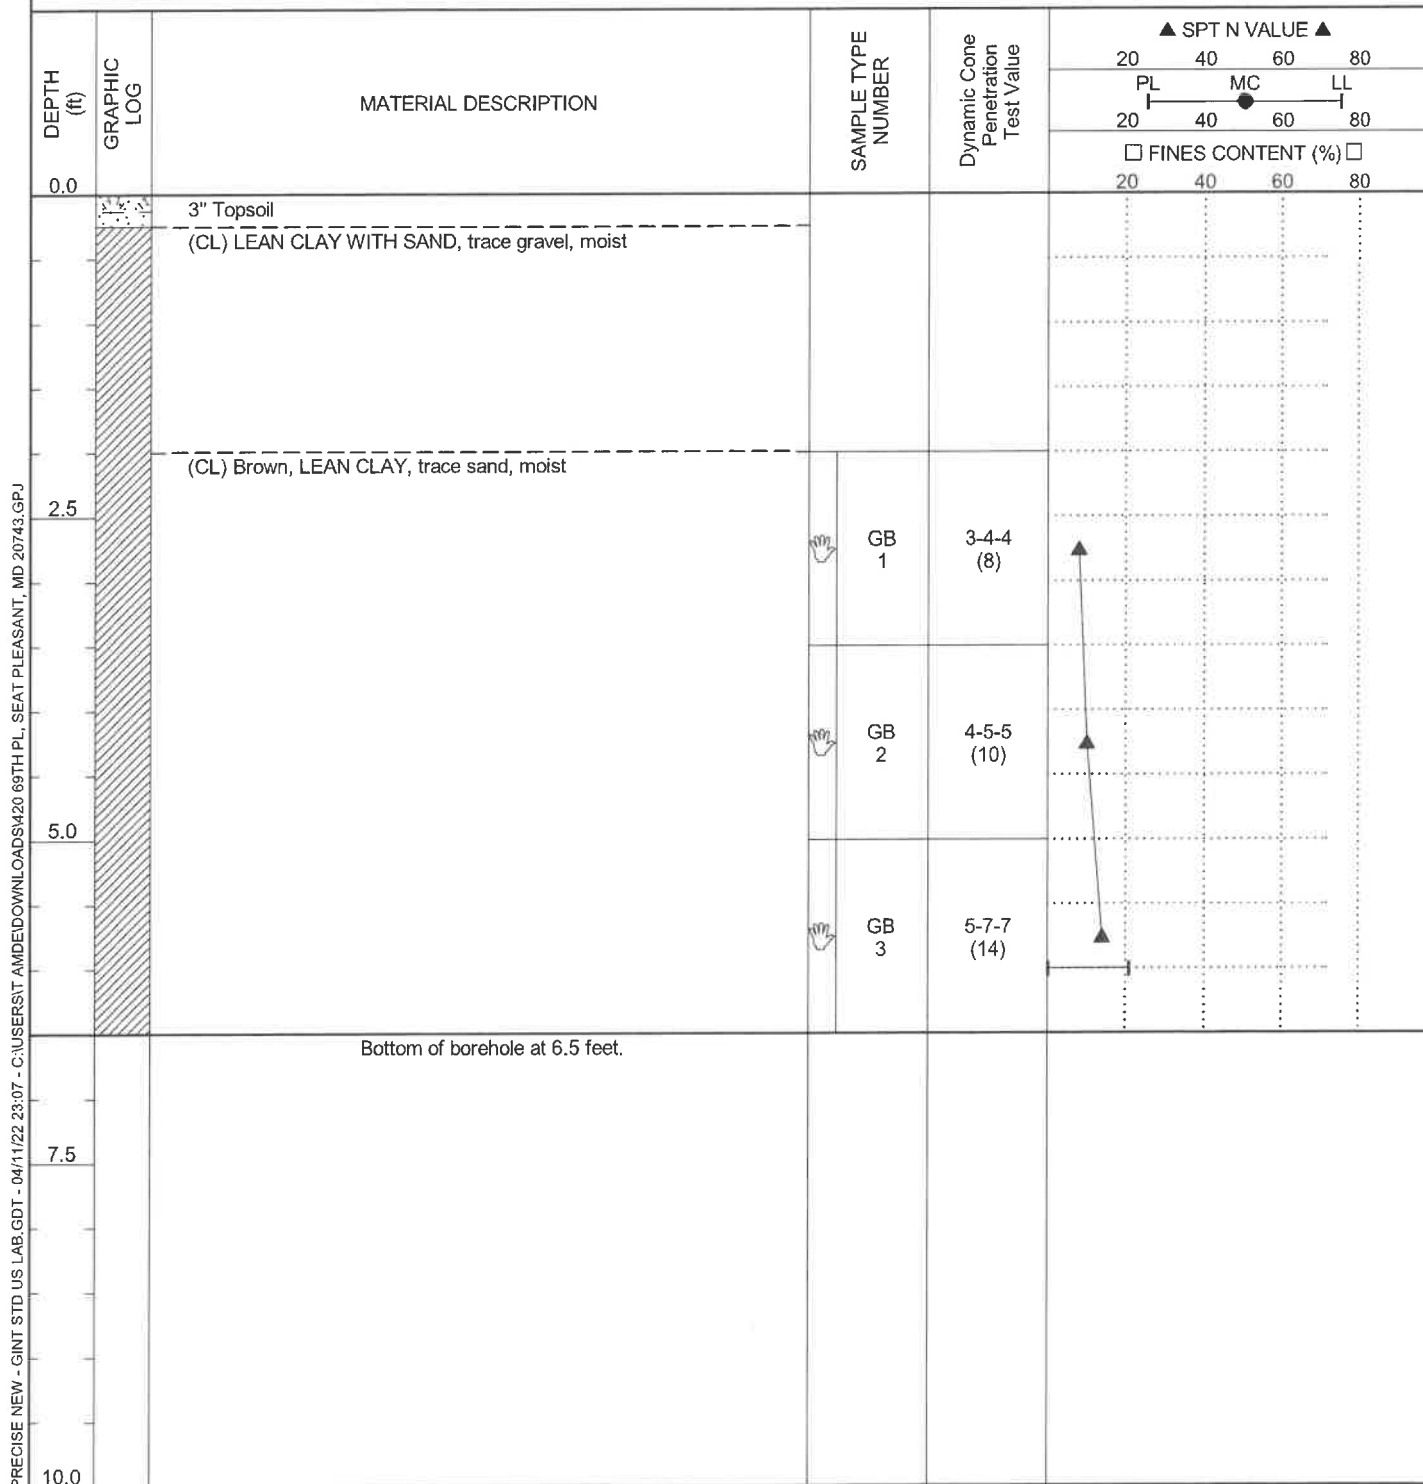 DEPTH
(ft)
GRAPHIC
LOG
MATERIAL DESCRIPTION
SAMPLE TYPE
NUMBER
Dynamic Cone
Penetration
Test Value
▲ SPT N VALUE ▲
20 40 60 80
PL MC LL
20 40 60 80
□ FINES CONTENT (%) □
20 40 60 80
0.0
3" Topsoil
(CL) LEAN CLAY WITH SAND, trace gravel, moist
(CL) Brown, LEAN CLAY, trace sand, moist
2.5
GB
1
3-4-4
(8)
GB
2
4-5-5
(10)
5.0
GB
3
5-7-7
(14)
Bottom of borehole at 6.5 feet.
7.5
10.0
PRECISE NEW - GINT STD US LAB.GDT - 04/11/22 23:07 - C:\USERS\T AMDE\DOWNLOADS\420 69TH PL, SEAT PLEASANT, MD 20743.GPJ